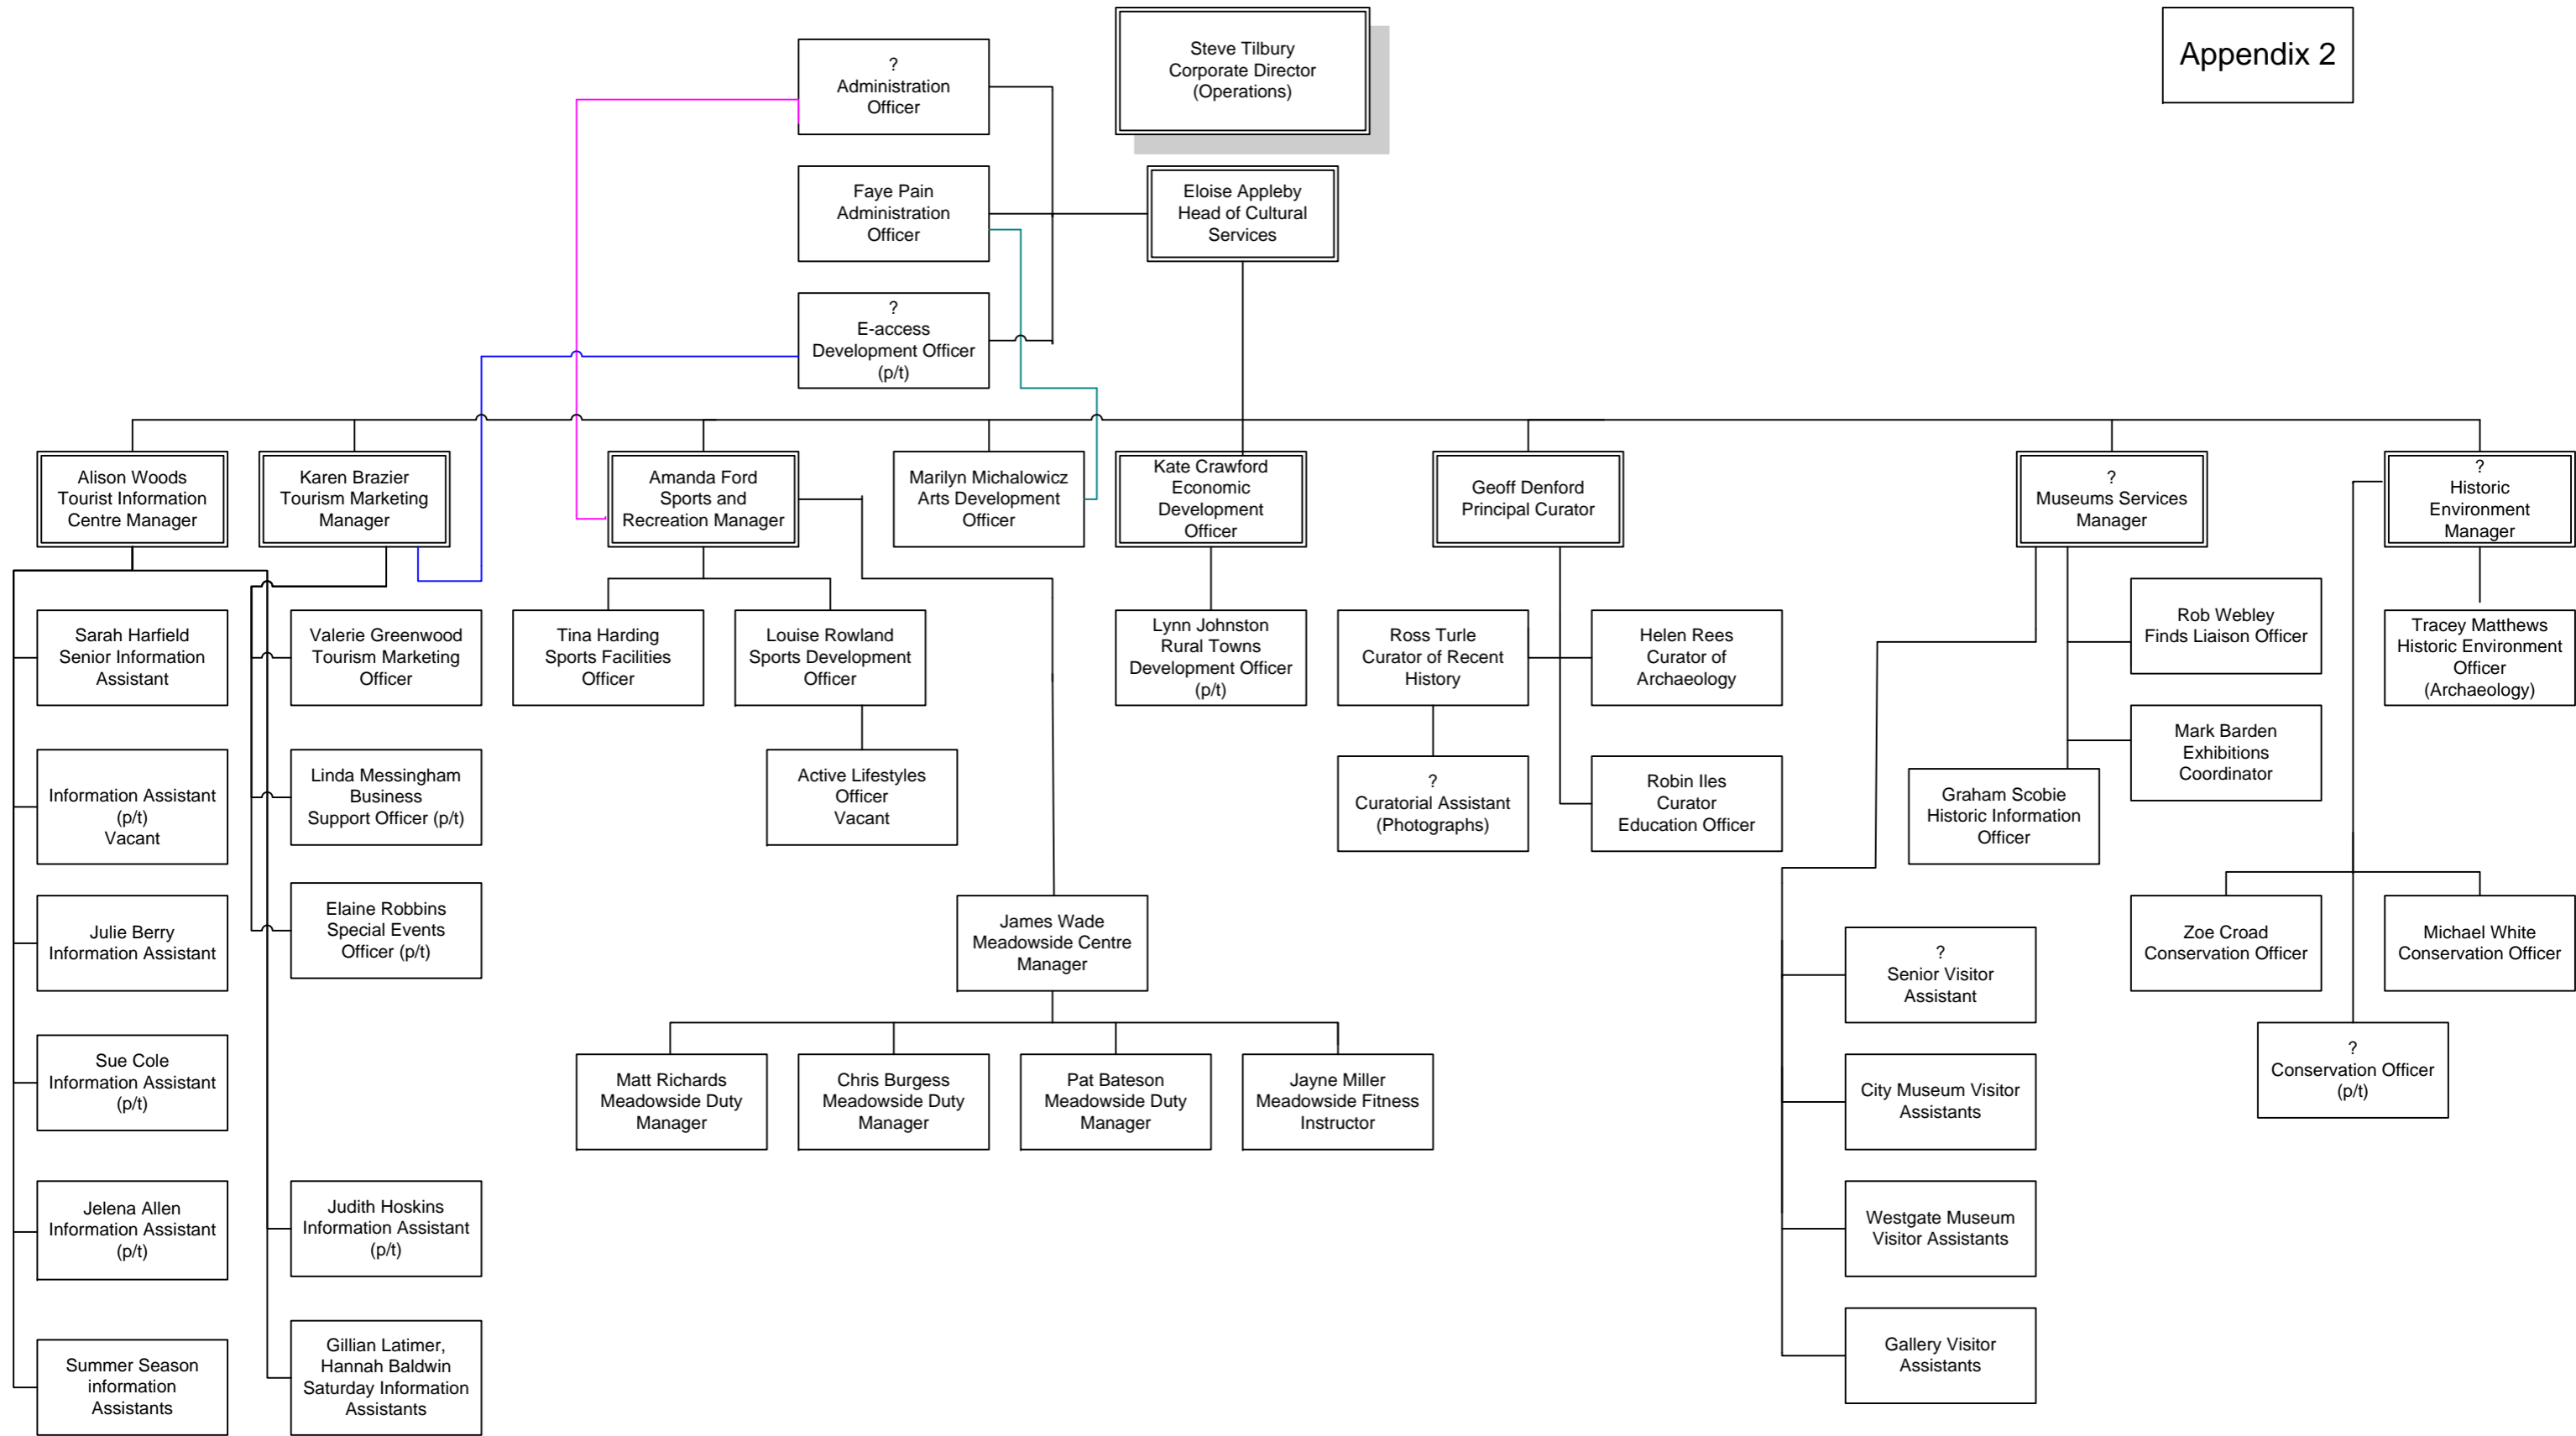 Appendix 2
Steve Tilbury
Corporate Director
(Operations)
?
Administration
Officer
Faye Pain
Administration
Officer
Eloise Appleby
Head of Cultural
Services
?
E-access
Development Officer
(p/t)
Alison Woods
Tourist Information
Centre Manager
Karen Brazier
Tourism Marketing
Manager
Amanda Ford
Sports and
Recreation Manager
Marilyn Michalowicz
Arts Development
Officer
Kate Crawford
Economic
Development
Officer
Geoff Denford
Principal Curator
?
Museums Services
Manager
?
Historic
Environment
Manager
Sarah Harfield
Senior Information
Assistant
Valerie Greenwood
Tourism Marketing
Officer
Tina Harding
Sports Facilities
Officer
Louise Rowland
Sports Development
Officer
Lynn Johnston
Rural Towns
Development Officer
(p/t)
Ross Turle
Curator of Recent
History
Helen Rees
Curator of
Archaeology
Rob Webley
Finds Liaison Officer
Tracey Matthews
Historic Environment
Officer
(Archaeology)
Information Assistant
(p/t)
Vacant
Linda Messingham
Business
Support Officer (p/t)
Active Lifestyles
Officer
Vacant
?
Curatorial Assistant
(Photographs)
Robin Iles
Curator
Education Officer
Graham Scobie
Historic Information
Officer
Mark Barden
Exhibitions
Coordinator
Julie Berry
Information Assistant
Elaine Robbins
Special Events
Officer (p/t)
James Wade
Meadowside Centre
Manager
?
Senior Visitor
Assistant
Zoe Croad
Conservation Officer
Michael White
Conservation Officer
Sue Cole
Information Assistant
(p/t)
Matt Richards
Meadowside Duty
Manager
Chris Burgess
Meadowside Duty
Manager
Pat Bateson
Meadowside Duty
Manager
Jayne Miller
Meadowside Fitness
Instructor
City Museum Visitor
Assistants
?
Conservation Officer
(p/t)
Jelena Allen
Information Assistant
(p/t)
Judith Hoskins
Information Assistant
(p/t)
Westgate Museum
Visitor Assistants
Summer Season
information
Assistants
Gillian Latimer,
Hannah Baldwin
Saturday Information
Assistants
Gallery Visitor
Assistants